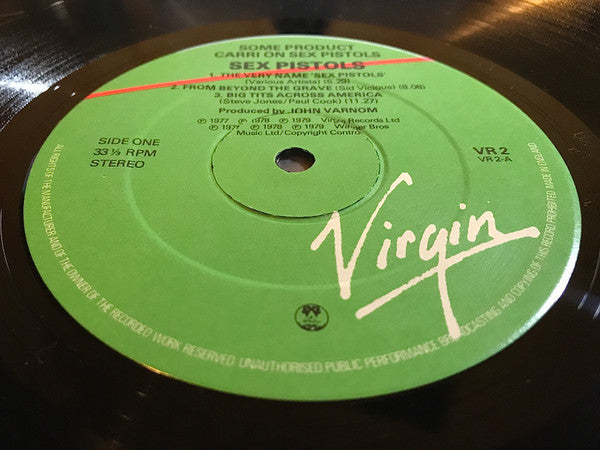 SOME PRODUCT
CARRI ON SEX PISTOLS
SEX PISTOLS
1. THE VERY NAME 'SEX PISTOLS'
(Various Artists) (5.29)
2. FROM BEYOND THE GRAVE (Sid Vicious) (8.08)
3. BIG TITS ACROSS AMERICA
(Steve Jones/Paul Cook) (11.27)
Produced by JOHN VARNOM
℗ 1977 ℗ 1978 ℗ 1979 Virgin Records Ltd
© 1977 © 1978 © 1979 Warner Bros
Music Ltd/Copyright Control
SIDE ONE
33⅓ RPM
STEREO
VR 2
VR 2-A
Virgin
ALL RIGHTS OF THE MANUFACTURER AND OF THE OWNER OF THE RECORDED WORK RESERVED UNAUTHORISED PUBLIC PERFORMANCE BROADCASTING AND COPYING OF THIS RECORD PROHIBITED MADE IN ENGLAND